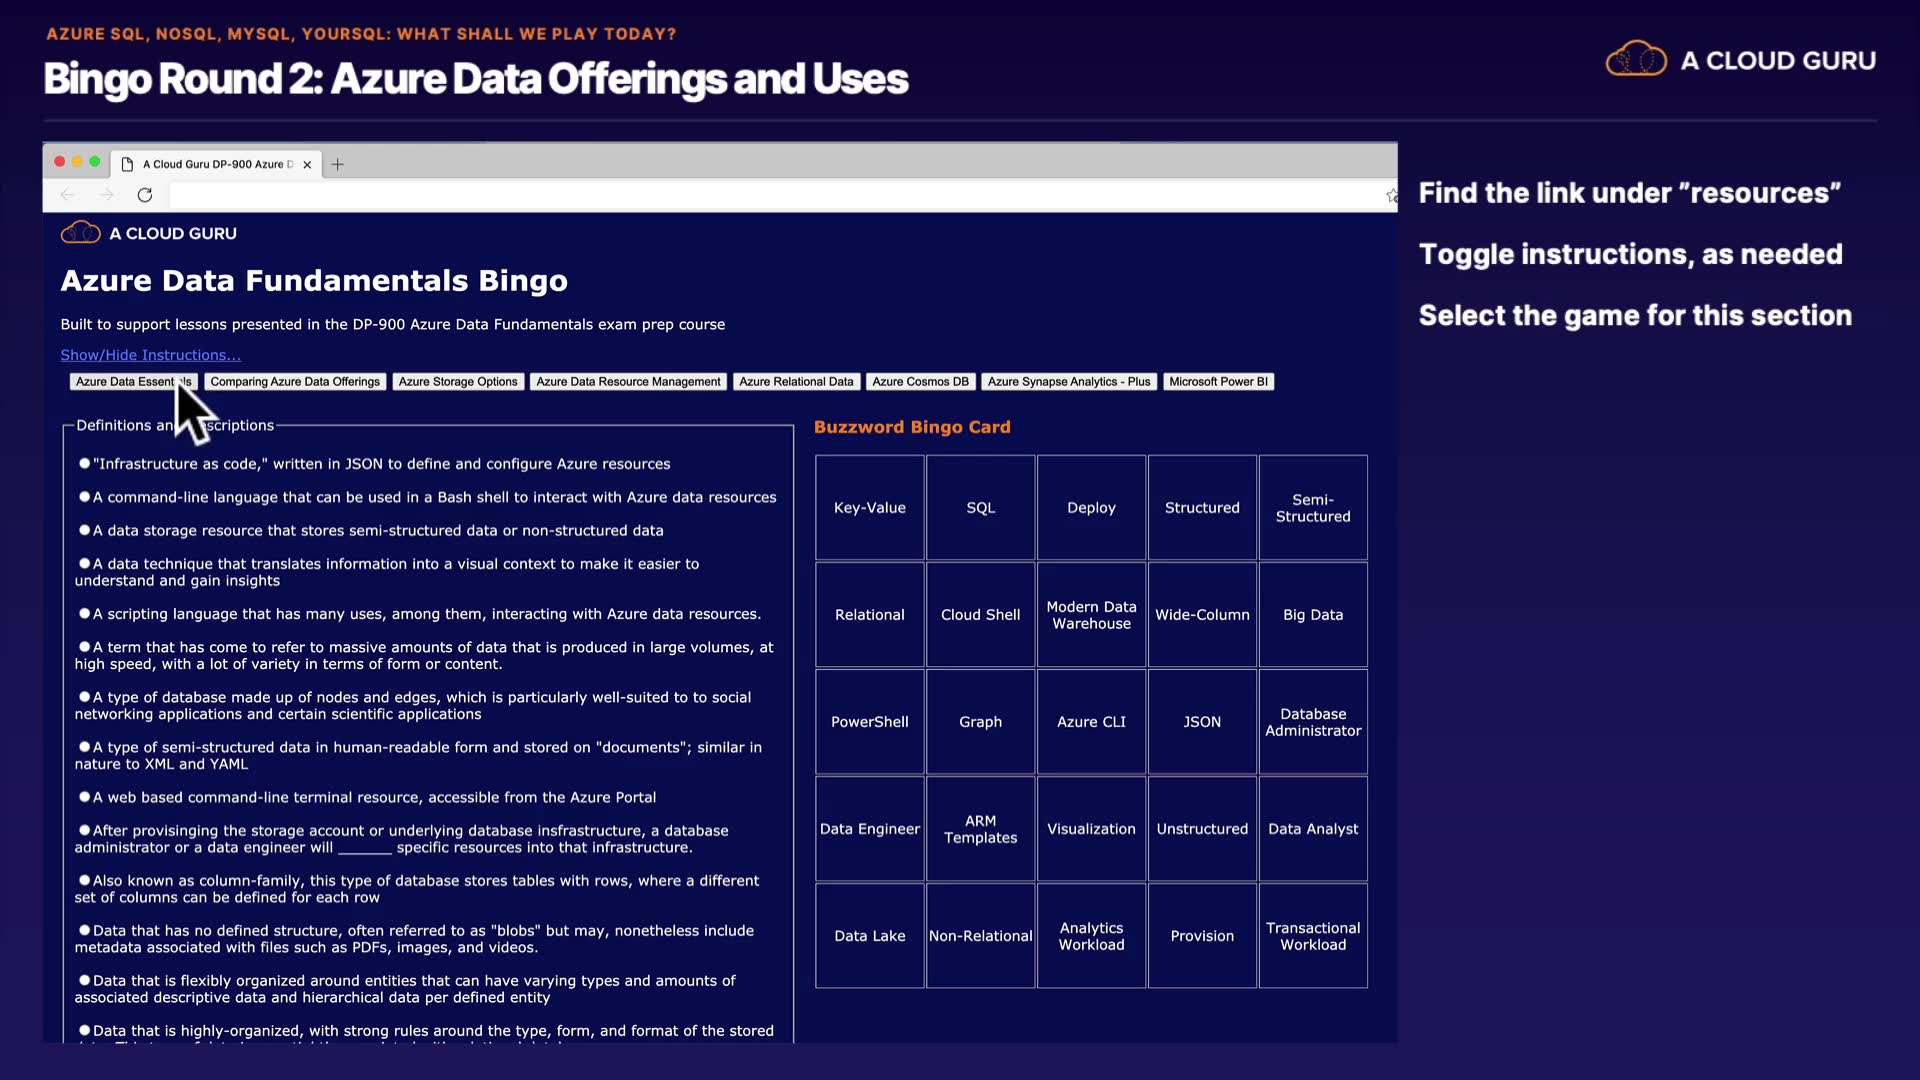 AZURE SQL, NOSQL, MYSQL, YOURSQL: WHAT SHALL WE PLAY TODAY?
Bingo Round 2: Azure Data Offerings and Uses
A CLOUD GURU
A Cloud Guru DP-900 Azure D
Find the link under "resources"
Toggle instructions, as needed
Select the game for this section
A CLOUD GURU
Azure Data Fundamentals Bingo
Built to support lessons presented in the DP-900 Azure Data Fundamentals exam prep course
Show/Hide Instructions...
Azure Data Essentials Comparing Azure Data Offerings Azure Storage Options Azure Data Resource Management Azure Relational Data Azure Cosmos DB Azure Synapse Analytics - Plus Microsoft Power BI
Definitions and Descriptions
"Infrastructure as code," written in JSON to define and configure Azure resources
A command-line language that can be used in a Bash shell to interact with Azure data resources
A data storage resource that stores semi-structured data or non-structured data
A data technique that translates information into a visual context to make it easier to
understand and gain insights
A scripting language that has many uses, among them, interacting with Azure data resources.
A term that has come to refer to massive amounts of data that is produced in large volumes, at
high speed, with a lot of variety in terms of form or content.
A type of database made up of nodes and edges, which is particularly well-suited to to social
networking applications and certain scientific applications
A type of semi-structured data in human-readable form and stored on "documents"; similar in
nature to XML and YAML
A web based command-line terminal resource, accessible from the Azure Portal
After provisinging the storage account or underlying database insfrastructure, a database
administrator or a data engineer will _______ specific resources into that infrastructure.
Also known as column-family, this type of database stores tables with rows, where a different
set of columns can be defined for each row
Data that has no defined structure, often referred to as "blobs" but may, nonetheless include
metadata associated with files such as PDFs, images, and videos.
Data that is flexibly organized around entities that can have varying types and amounts of
associated descriptive data and hierarchical data per defined entity
Data that is highly-organized, with strong rules around the type, form, and format of the stored
Buzzword Bingo Card
Key-Value SQL Deploy Structured Semi-
Structured
Relational Cloud Shell Modern Data
Warehouse Wide-Column Big Data
PowerShell Graph Azure CLI JSON Database
Administrator
Data Engineer ARM
Templates Visualization Unstructured Data Analyst
Data Lake Non-Relational Analytics
Workload Provision Transactional
Workload